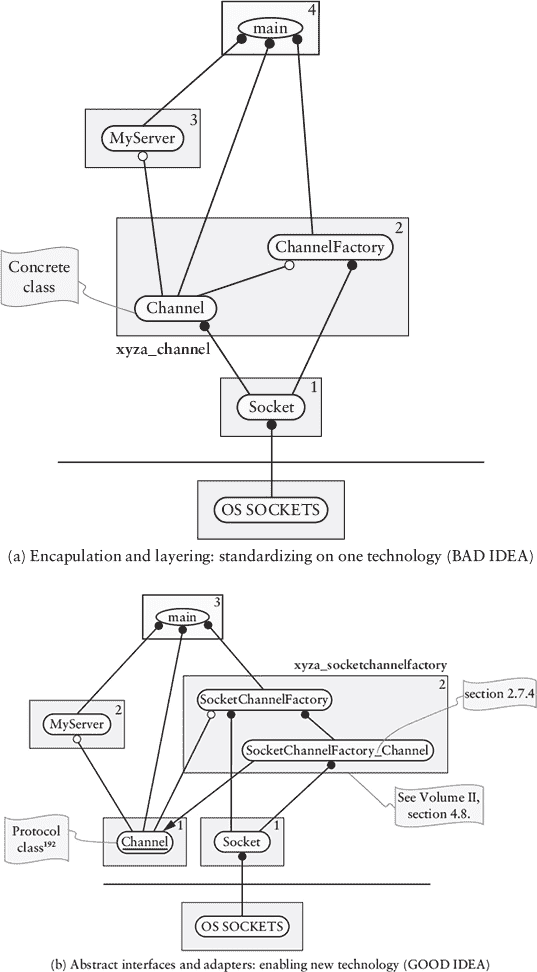 4
main
3
MyServer
2
ChannelFactory
Concrete
class
Channel
xyza_channel
1
Socket
OS SOCKETS
(a) Encapulation and layering: standardizing on one technology (BAD IDEA)
3
main
xyza_socketchannelfactory
2
section 2.7.4
SocketChannelFactory
2
MyServer
SocketChannelFactory_Channel
See Volume II,
section 4.8.
Protocol
class¹⁹²
1
Channel
1
Socket
OS SOCKETS
(b) Abstract interfaces and adapters: enabling new technology (GOOD IDEA)